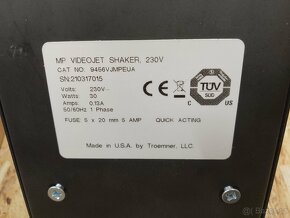 MP VIDEOJET SHAKER, 230V
CAT NO. 9456VJMPEUA
SN:210317015
Volts: 230V~
Watts: 30
Amps: 0.13A
50/60Hz 1 Phase
FUSE 5 x 20 mm 5 AMP QUICK ACTING
Made in U.S.A. by Troemner, LLC.
CE
TÜV
SÜD
C US